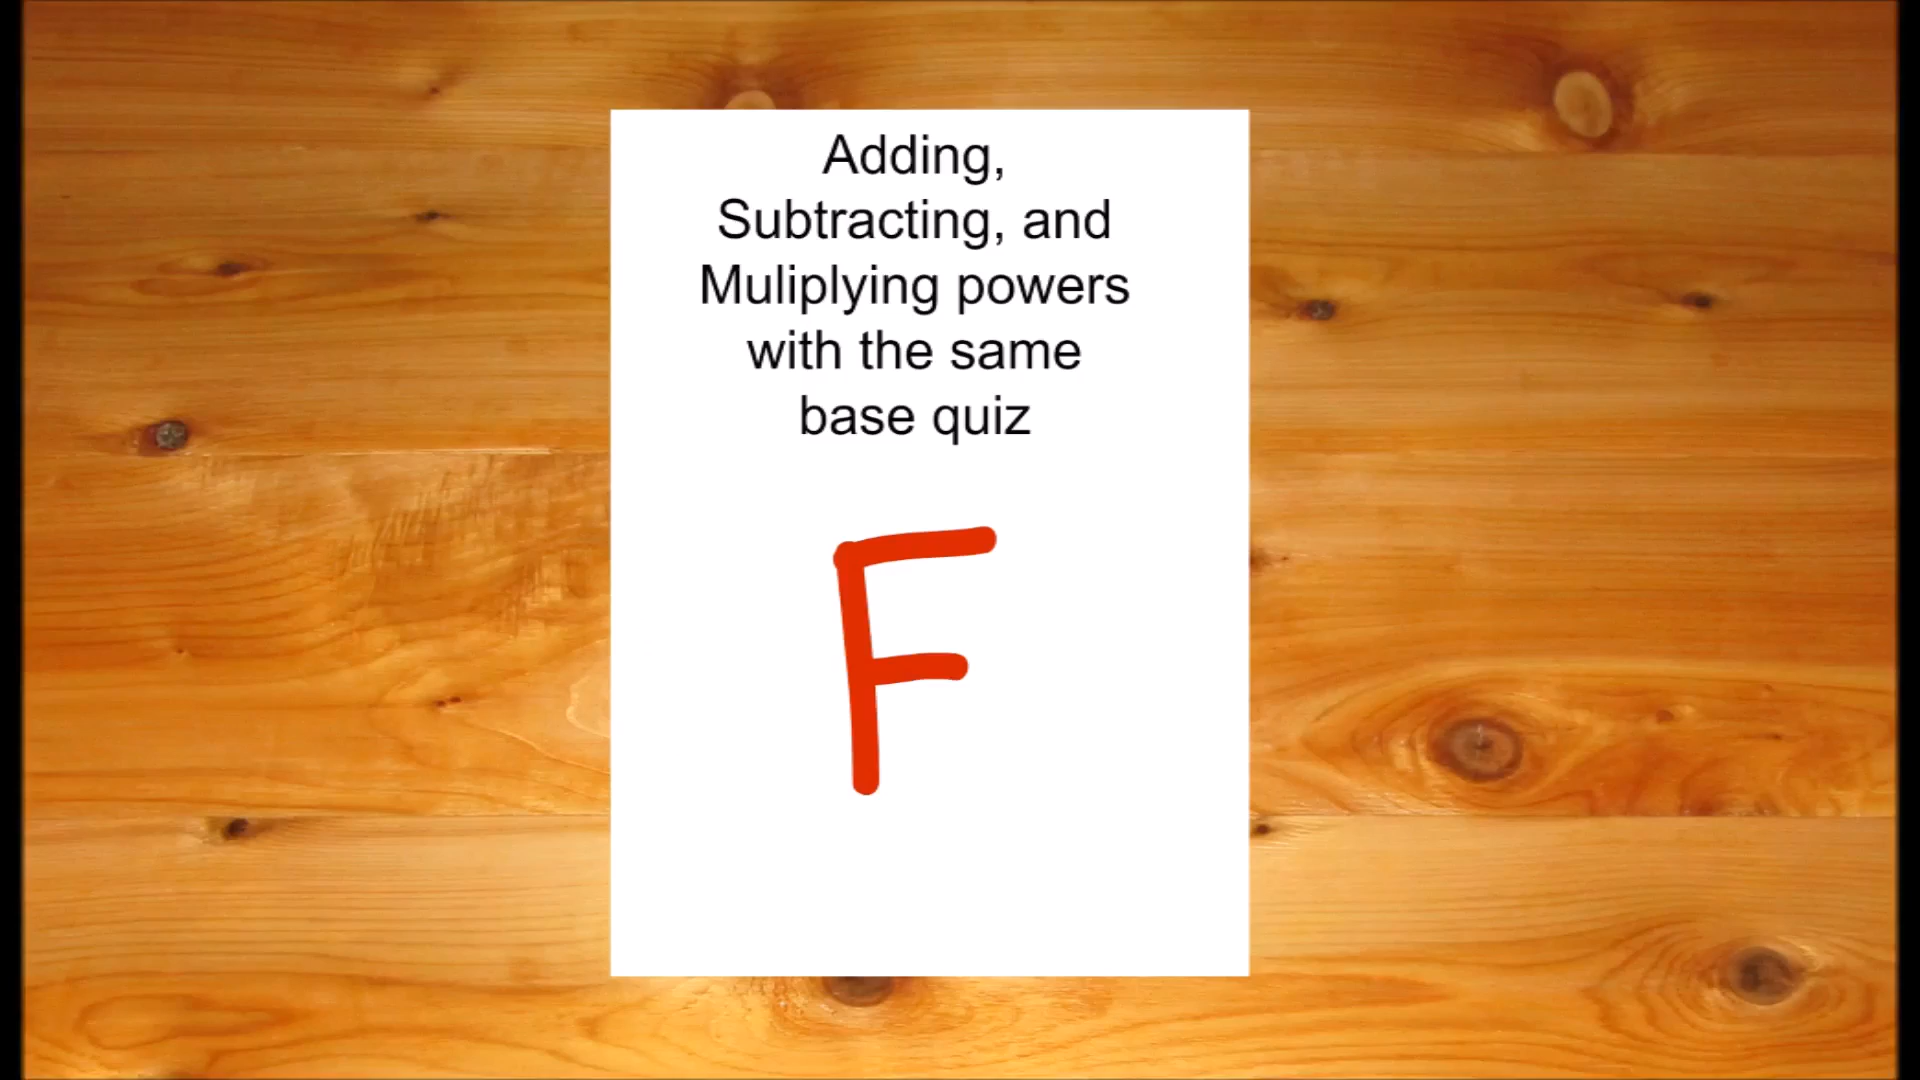 Adding,
Subtracting, and
Muliplying powers
with the same
base quiz
F